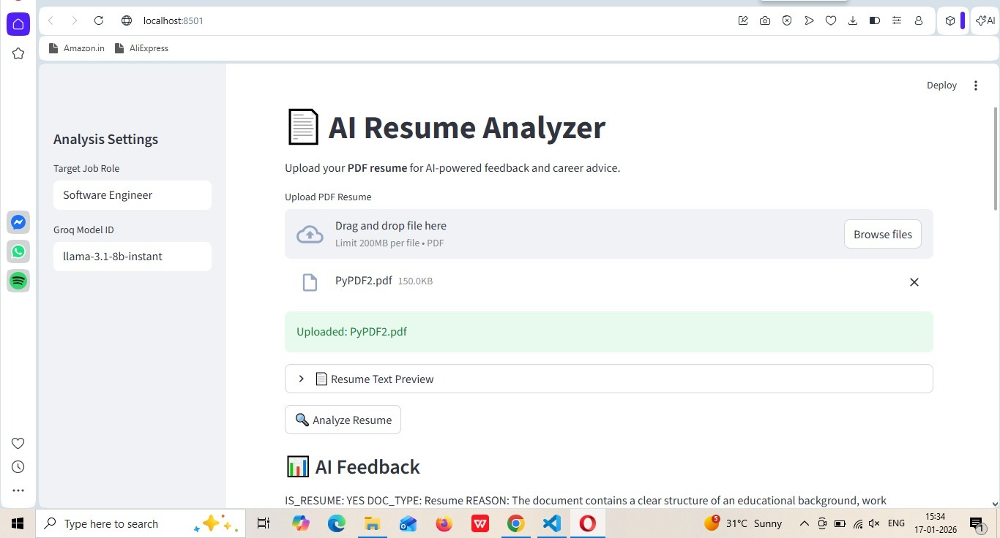 localhost:8501
AI
Amazon.in
AliExpress
Deploy
Analysis Settings
Target Job Role
Software Engineer
Groq Model ID
llama-3.1-8b-instant
AI Resume Analyzer
Upload your PDF resume for AI-powered feedback and career advice.
Upload PDF Resume
Drag and drop file here
Limit 200MB per file • PDF
Browse files
PyPDF2.pdf 150.0KB
Uploaded: PyPDF2.pdf
Resume Text Preview
Analyze Resume
AI Feedback
IS_RESUME: YES DOC_TYPE: Resume REASON: The document contains a clear structure of an educational background, work
Type here to search
5
31°C Sunny
ENG
15:34
17-01-2026
1